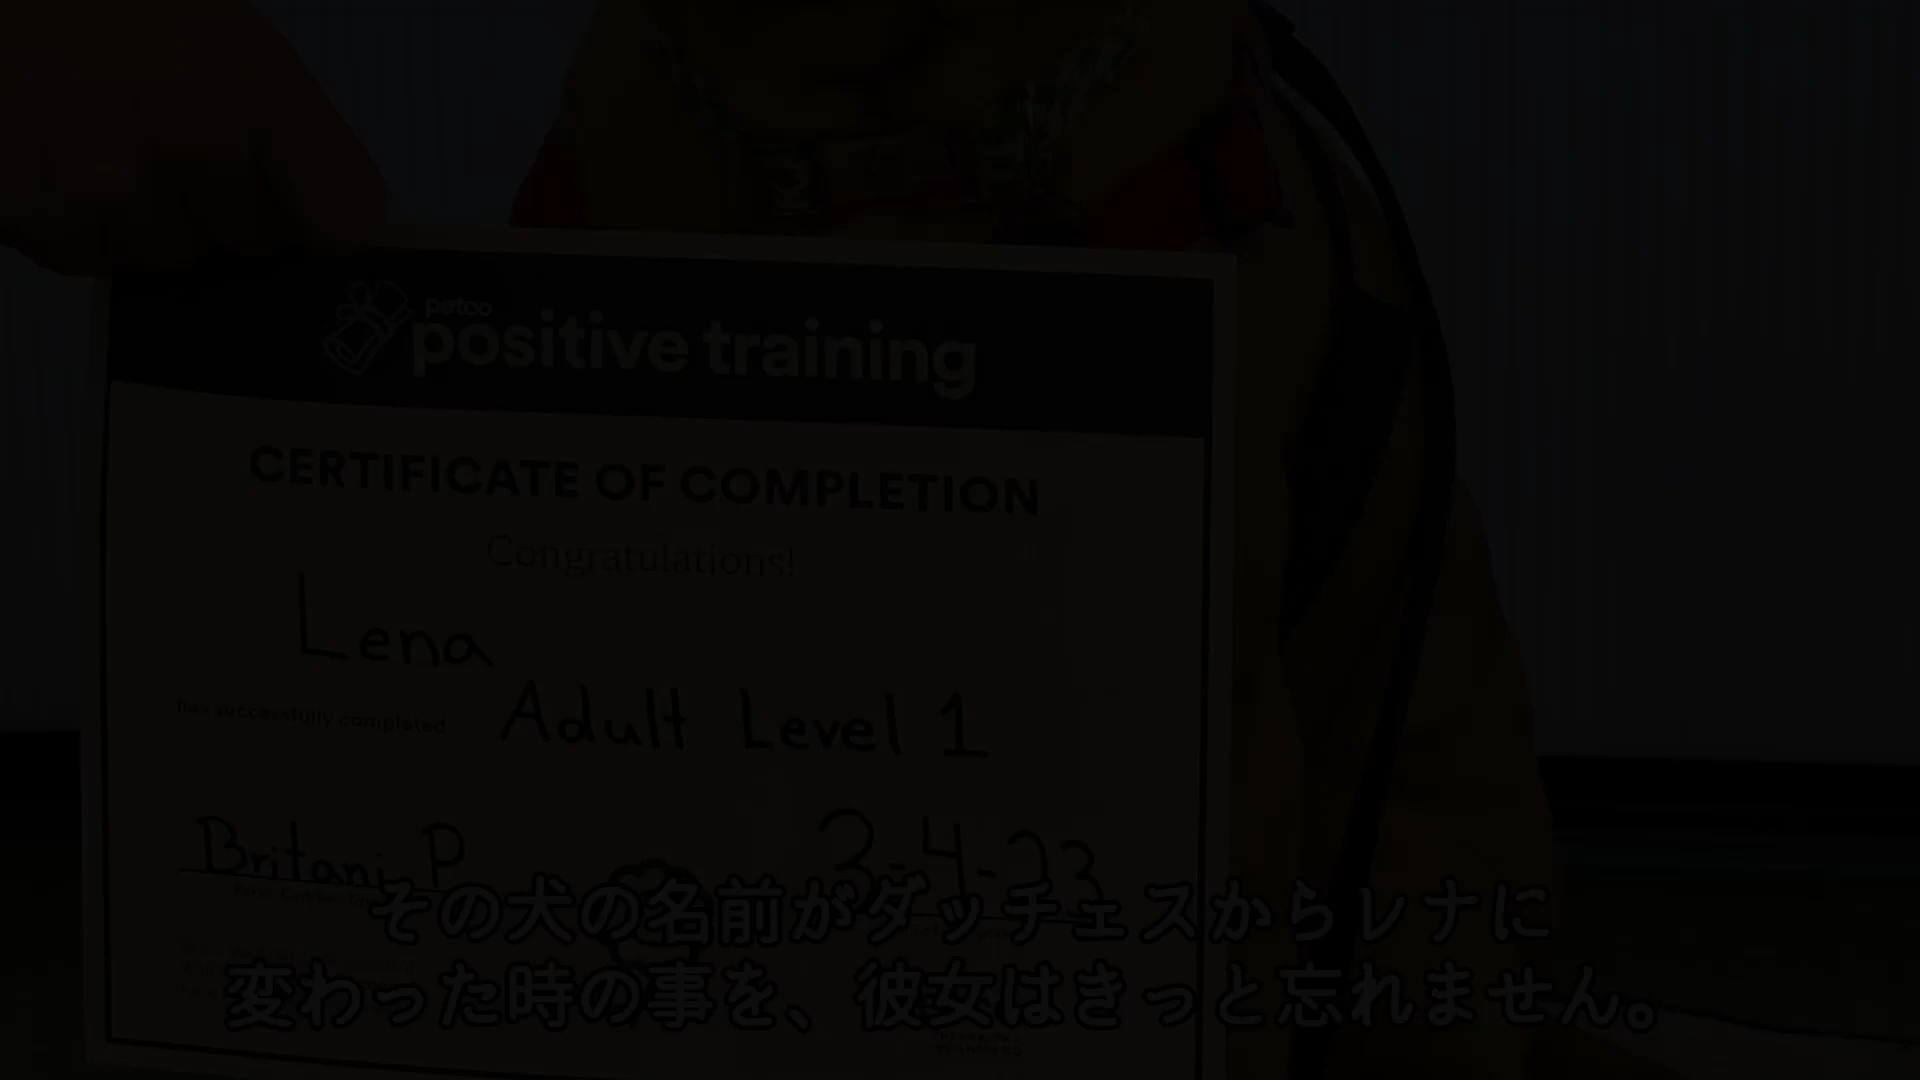 petco
positive training
CERTIFICATE OF COMPLETION
Congratulations!
Lena
has successfully completed Adult Level 1
Britani P 3-4-23
その犬の名前がダッチェスからレナに
変わった時の事を、彼女はきっと忘れません。